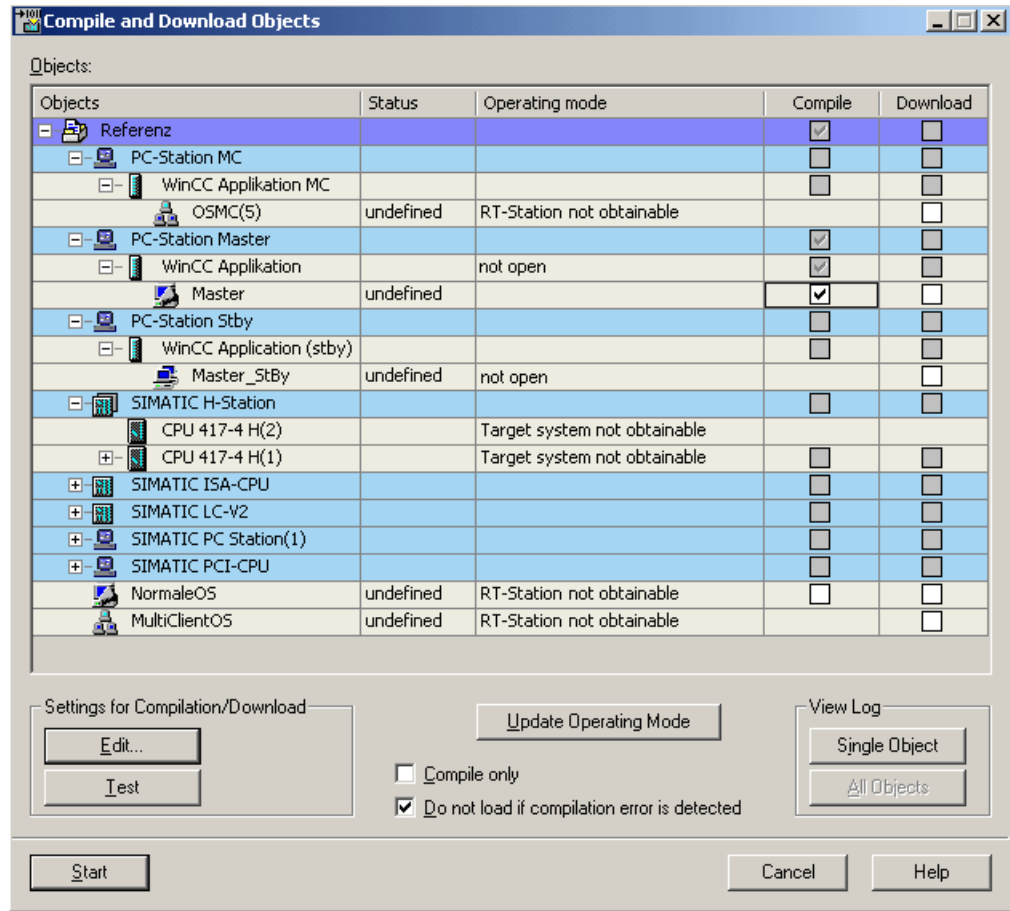 Compile and Download Objects
Objects:
Objects Status Operating mode Compile Download
Referenz
PC-Station MC
WinCC Applikation MC
OSMC(5) undefined RT-Station not obtainable
PC-Station Master
WinCC Applikation not open
Master undefined
PC-Station Stby
WinCC Application (stby)
Master_StBy undefined not open
SIMATIC H-Station
CPU 417-4 H(2) Target system not obtainable
CPU 417-4 H(1) Target system not obtainable
SIMATIC ISA-CPU
SIMATIC LC-V2
SIMATIC PC Station(1)
SIMATIC PCI-CPU
NormaleOS undefined RT-Station not obtainable
MultiClientOS undefined RT-Station not obtainable
Settings for Compilation/Download
Edit...
Test
Update Operating Mode
Compile only
Do not load if compilation error is detected
View Log
Single Object
All Objects
Start Cancel Help